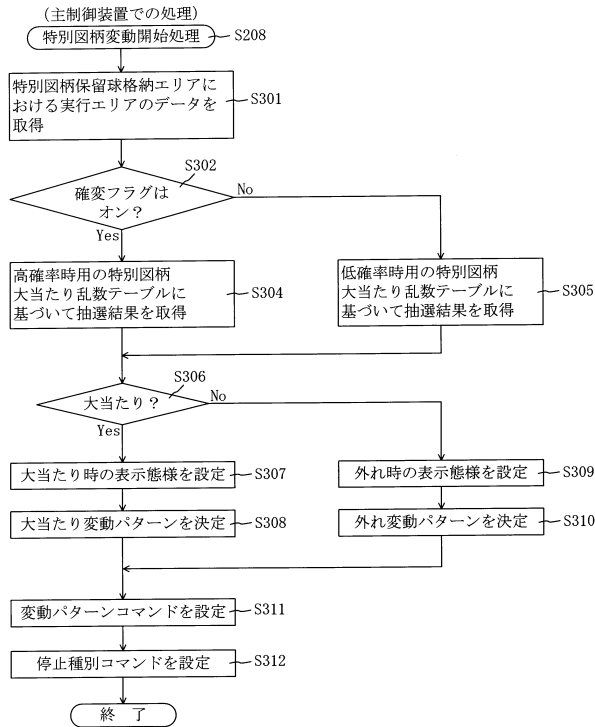 (主制御装置での処理)
特別図柄変動開始処理
S208
特別図柄保留球格納エリアに
おける実行エリアのデータを
取得
S301
S302
確変フラグは
オン?
No
Yes
高確率時用の特別図柄
大当たり乱数テーブルに
基づいて抽選結果を取得
S304
低確率時用の特別図柄
大当たり乱数テーブルに
基づいて抽選結果を取得
S305
S306
大当たり?
No
Yes
大当たり時の表示態様を設定
S307
外れ時の表示態様を設定
S309
大当たり変動パターンを決定
S308
外れ変動パターンを決定
S310
変動パターンコマンドを設定
S311
停止種別コマンドを設定
S312
終 了